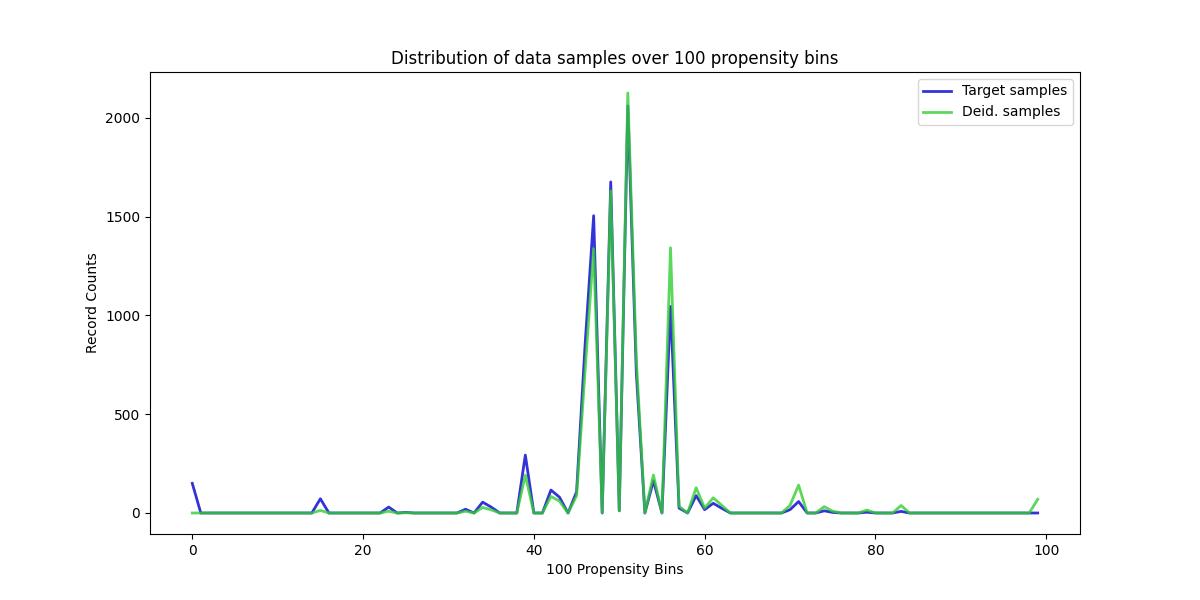 Distribution of data samples over 100 propensity bins
Target samples
Deid. samples
Record Counts
2000
1500
1000
500
0
0 20 40 60 80 100
100 Propensity Bins